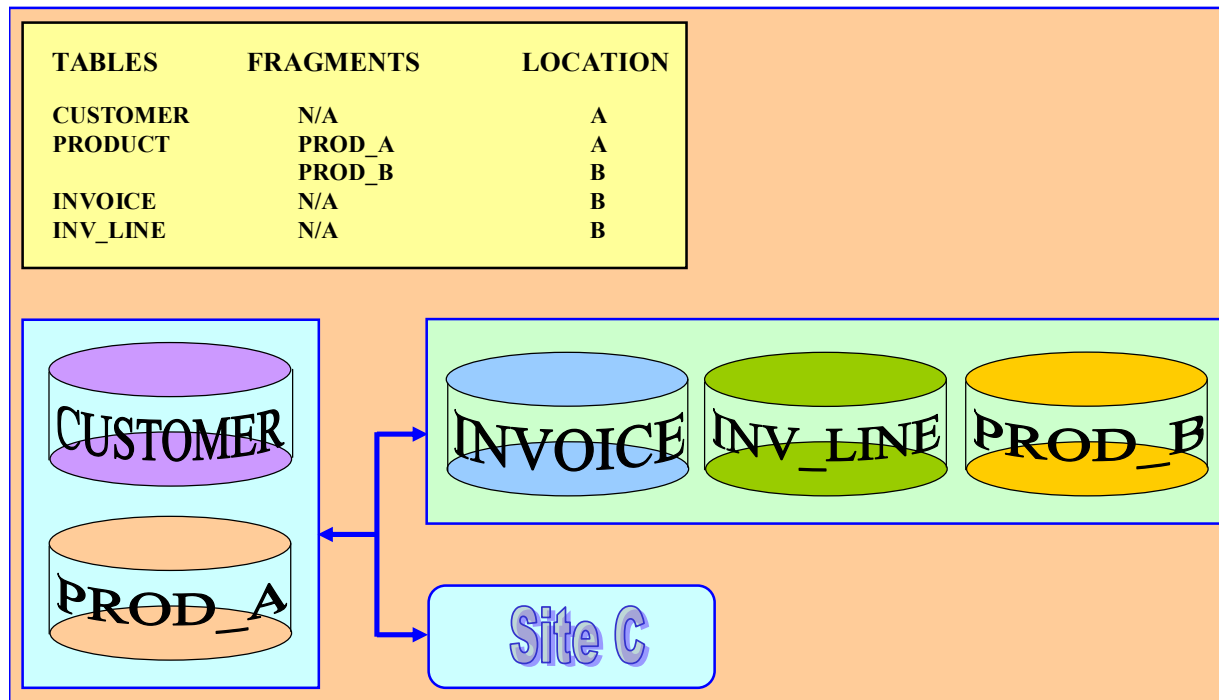 TABLES FRAGMENTS LOCATION
CUSTOMER N/A A
PRODUCT PROD_A A
PROD_B B
INVOICE N/A B
INV_LINE N/A B
CUSTOMER
PROD_A
INVOICE
INV_LINE
PROD_B
Site C